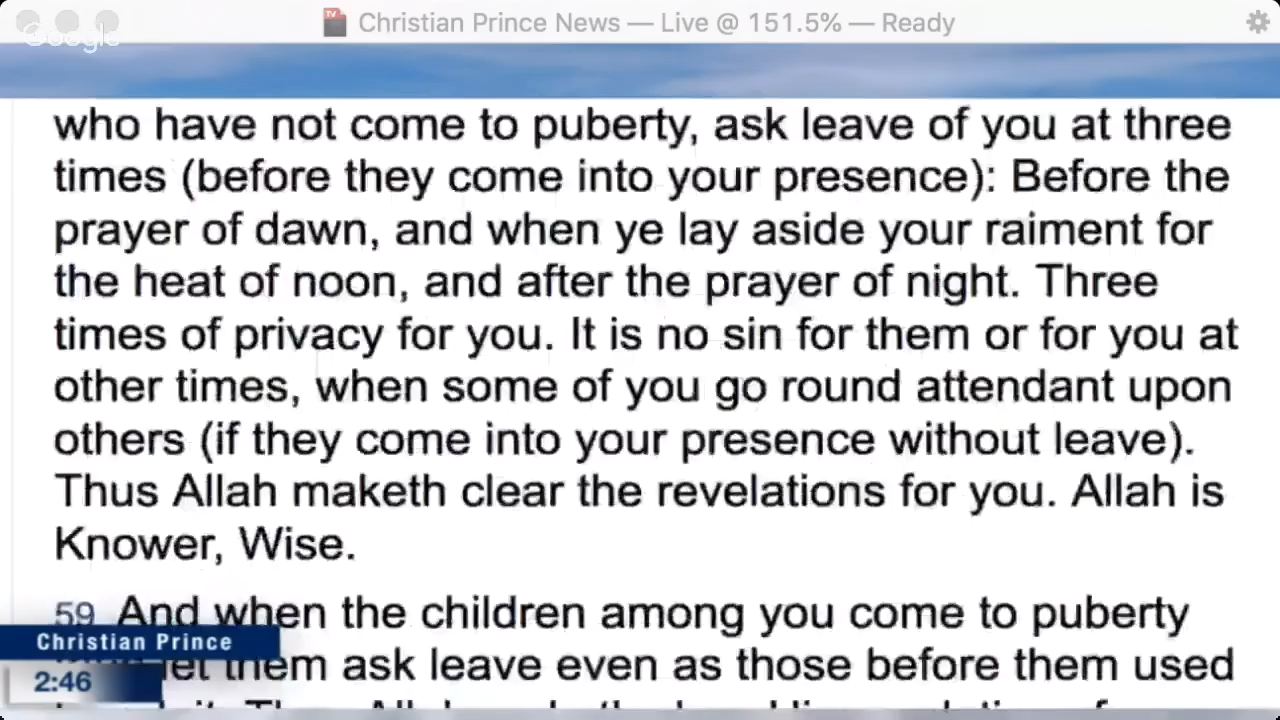 Christian Prince News — Live @ 151.5% — Ready
Google
who have not come to puberty, ask leave of you at three
times (before they come into your presence): Before the
prayer of dawn, and when ye lay aside your raiment for
the heat of noon, and after the prayer of night. Three
times of privacy for you. It is no sin for them or for you at
other times, when some of you go round attendant upon
others (if they come into your presence without leave).
Thus Allah maketh clear the revelations for you. Allah is
Knower, Wise.
59 And when the children among you come to puberty
let them ask leave even as those before them used
Christian Prince
2:46